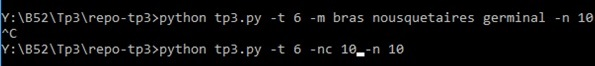 Y:\B52\Tp3\repo-tp3>python tp3.py -t 6 -m bras nousquetaires germinal -n 10
^C
Y:\B52\Tp3\repo-tp3>python tp3.py -t 6 -nc 10 -n 10